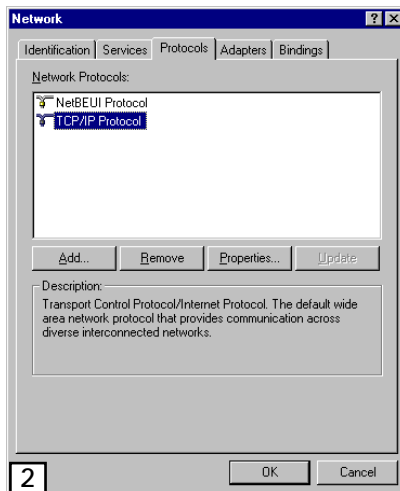 Network
Identification Services Protocols Adapters Bindings
Network Protocols:
NetBEUI Protocol
TCP/IP Protocol
Add... Remove Properties... Update
Description:
Transport Control Protocol/Internet Protocol. The default wide
area network protocol that provides communication across
diverse interconnected networks.
OK Cancel
2